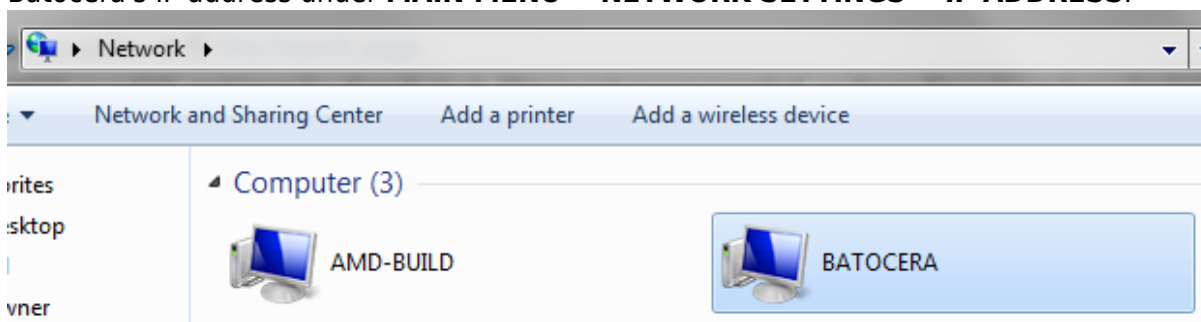 Network
Network and Sharing Center Add a printer Add a wireless device
Computer (3)
AMD-BUILD BATOCERA